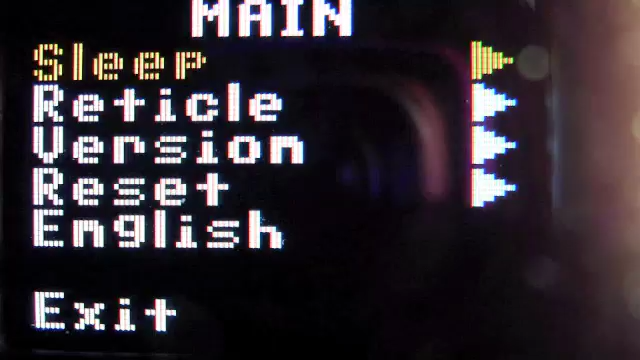 MAIN
Sleep
Reticle
Version
Reset
English
Exit